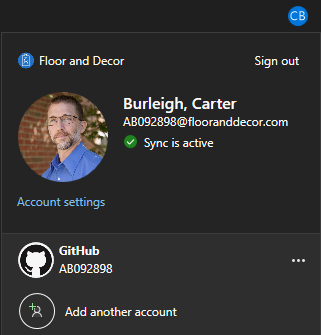 CB
Floor and Decor Sign out
Burleigh, Carter
AB092898@flooranddecor.com
Sync is active
Account settings
GitHub
AB092898
Add another account